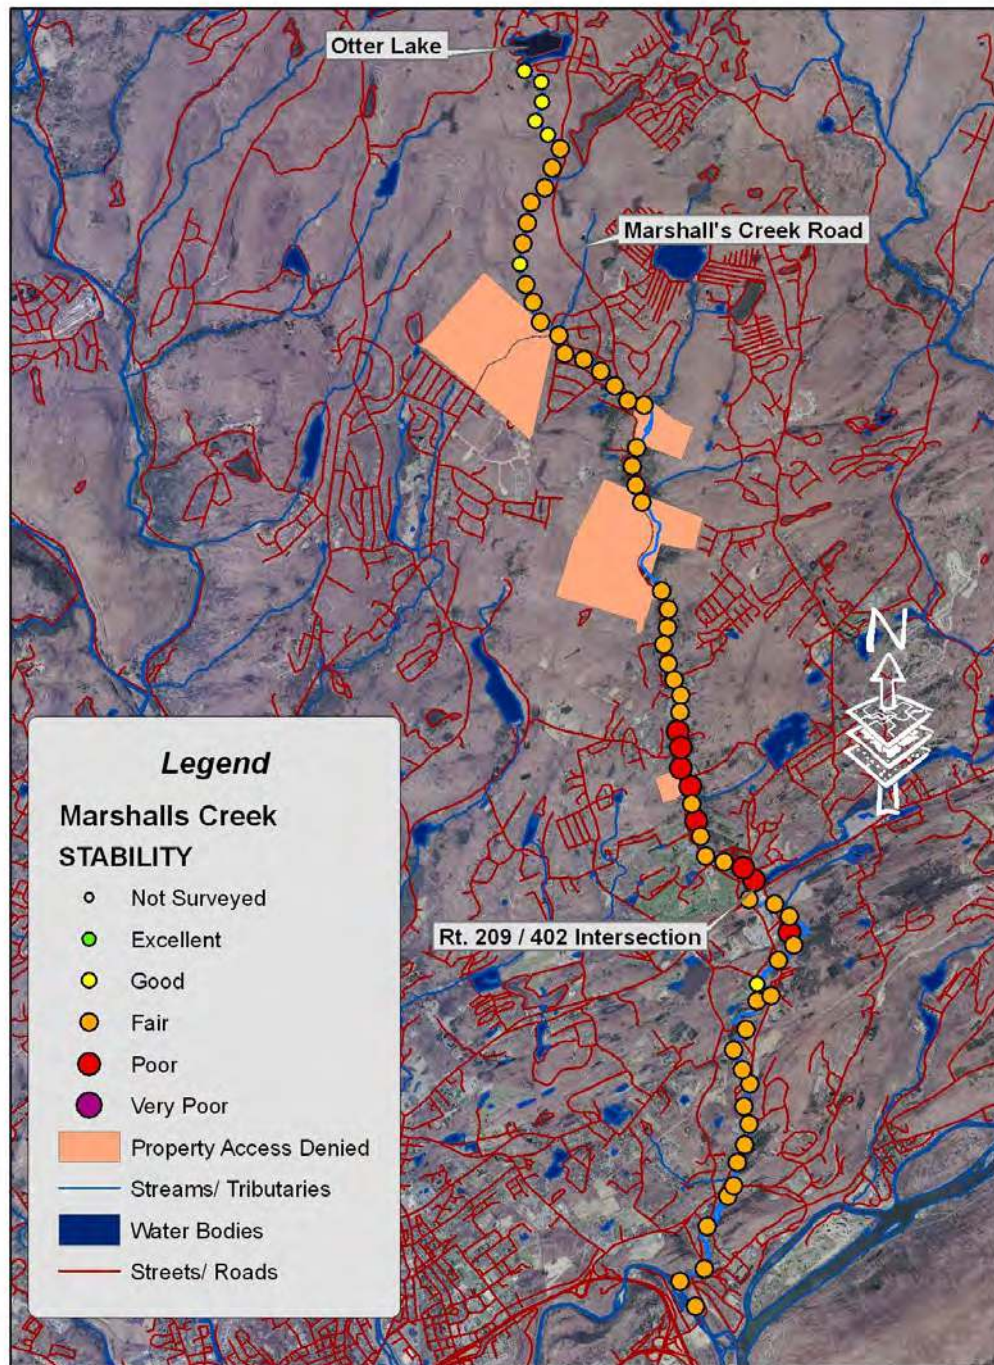 Otter Lake
Marshall's Creek Road
N
Rt. 209 / 402 Intersection
Legend
Marshalls Creek
STABILITY
Not Surveyed
Excellent
Good
Fair
Poor
Very Poor
Property Access Denied
Streams/ Tributaries
Water Bodies
Streets/ Roads